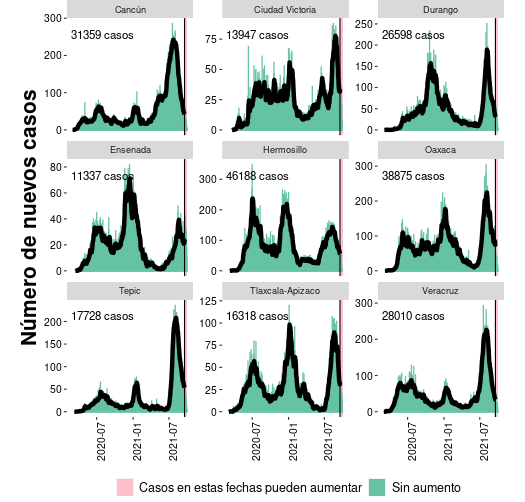 Número de nuevos casos
Cancún
Ciudad Victoria
Durango
300
200
100
0
31359 casos
75
50
25
0
13947 casos
250
200
150
100
50
0
26598 casos
Ensenada
Hermosillo
Oaxaca
80
60
40
20
0
11337 casos
300
200
100
0
46188 casos
300
200
100
0
38875 casos
Tepic
Tlaxcala-Apizaco
Veracruz
200
150
100
50
0
17728 casos
125
100
75
50
25
0
16318 casos
300
200
100
0
28010 casos
2020-07
2021-01
2021-07
2020-07
2021-01
2021-07
2020-07
2021-01
2021-07
Casos en estas fechas pueden aumentar
Sin aumento